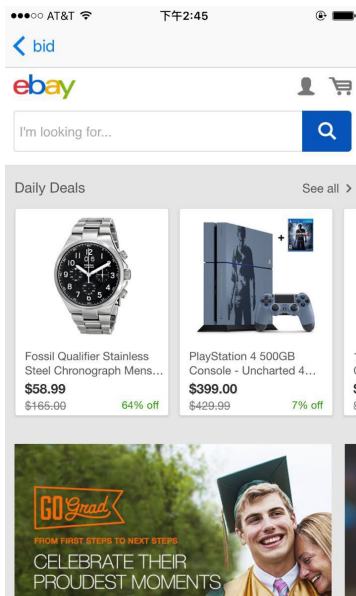 AT&T 下午2:45
bid
ebay
I'm looking for...
Daily Deals See all
Fossil Qualifier Stainless
Steel Chronograph Mens...
$58.99
$165.00 64% off
PlayStation 4 500GB
Console - Uncharted 4...
$399.00
$429.99 7% off
GO Grad
FROM FIRST STEPS TO NEXT STEPS
CELEBRATE THEIR
PROUDEST MOMENTS